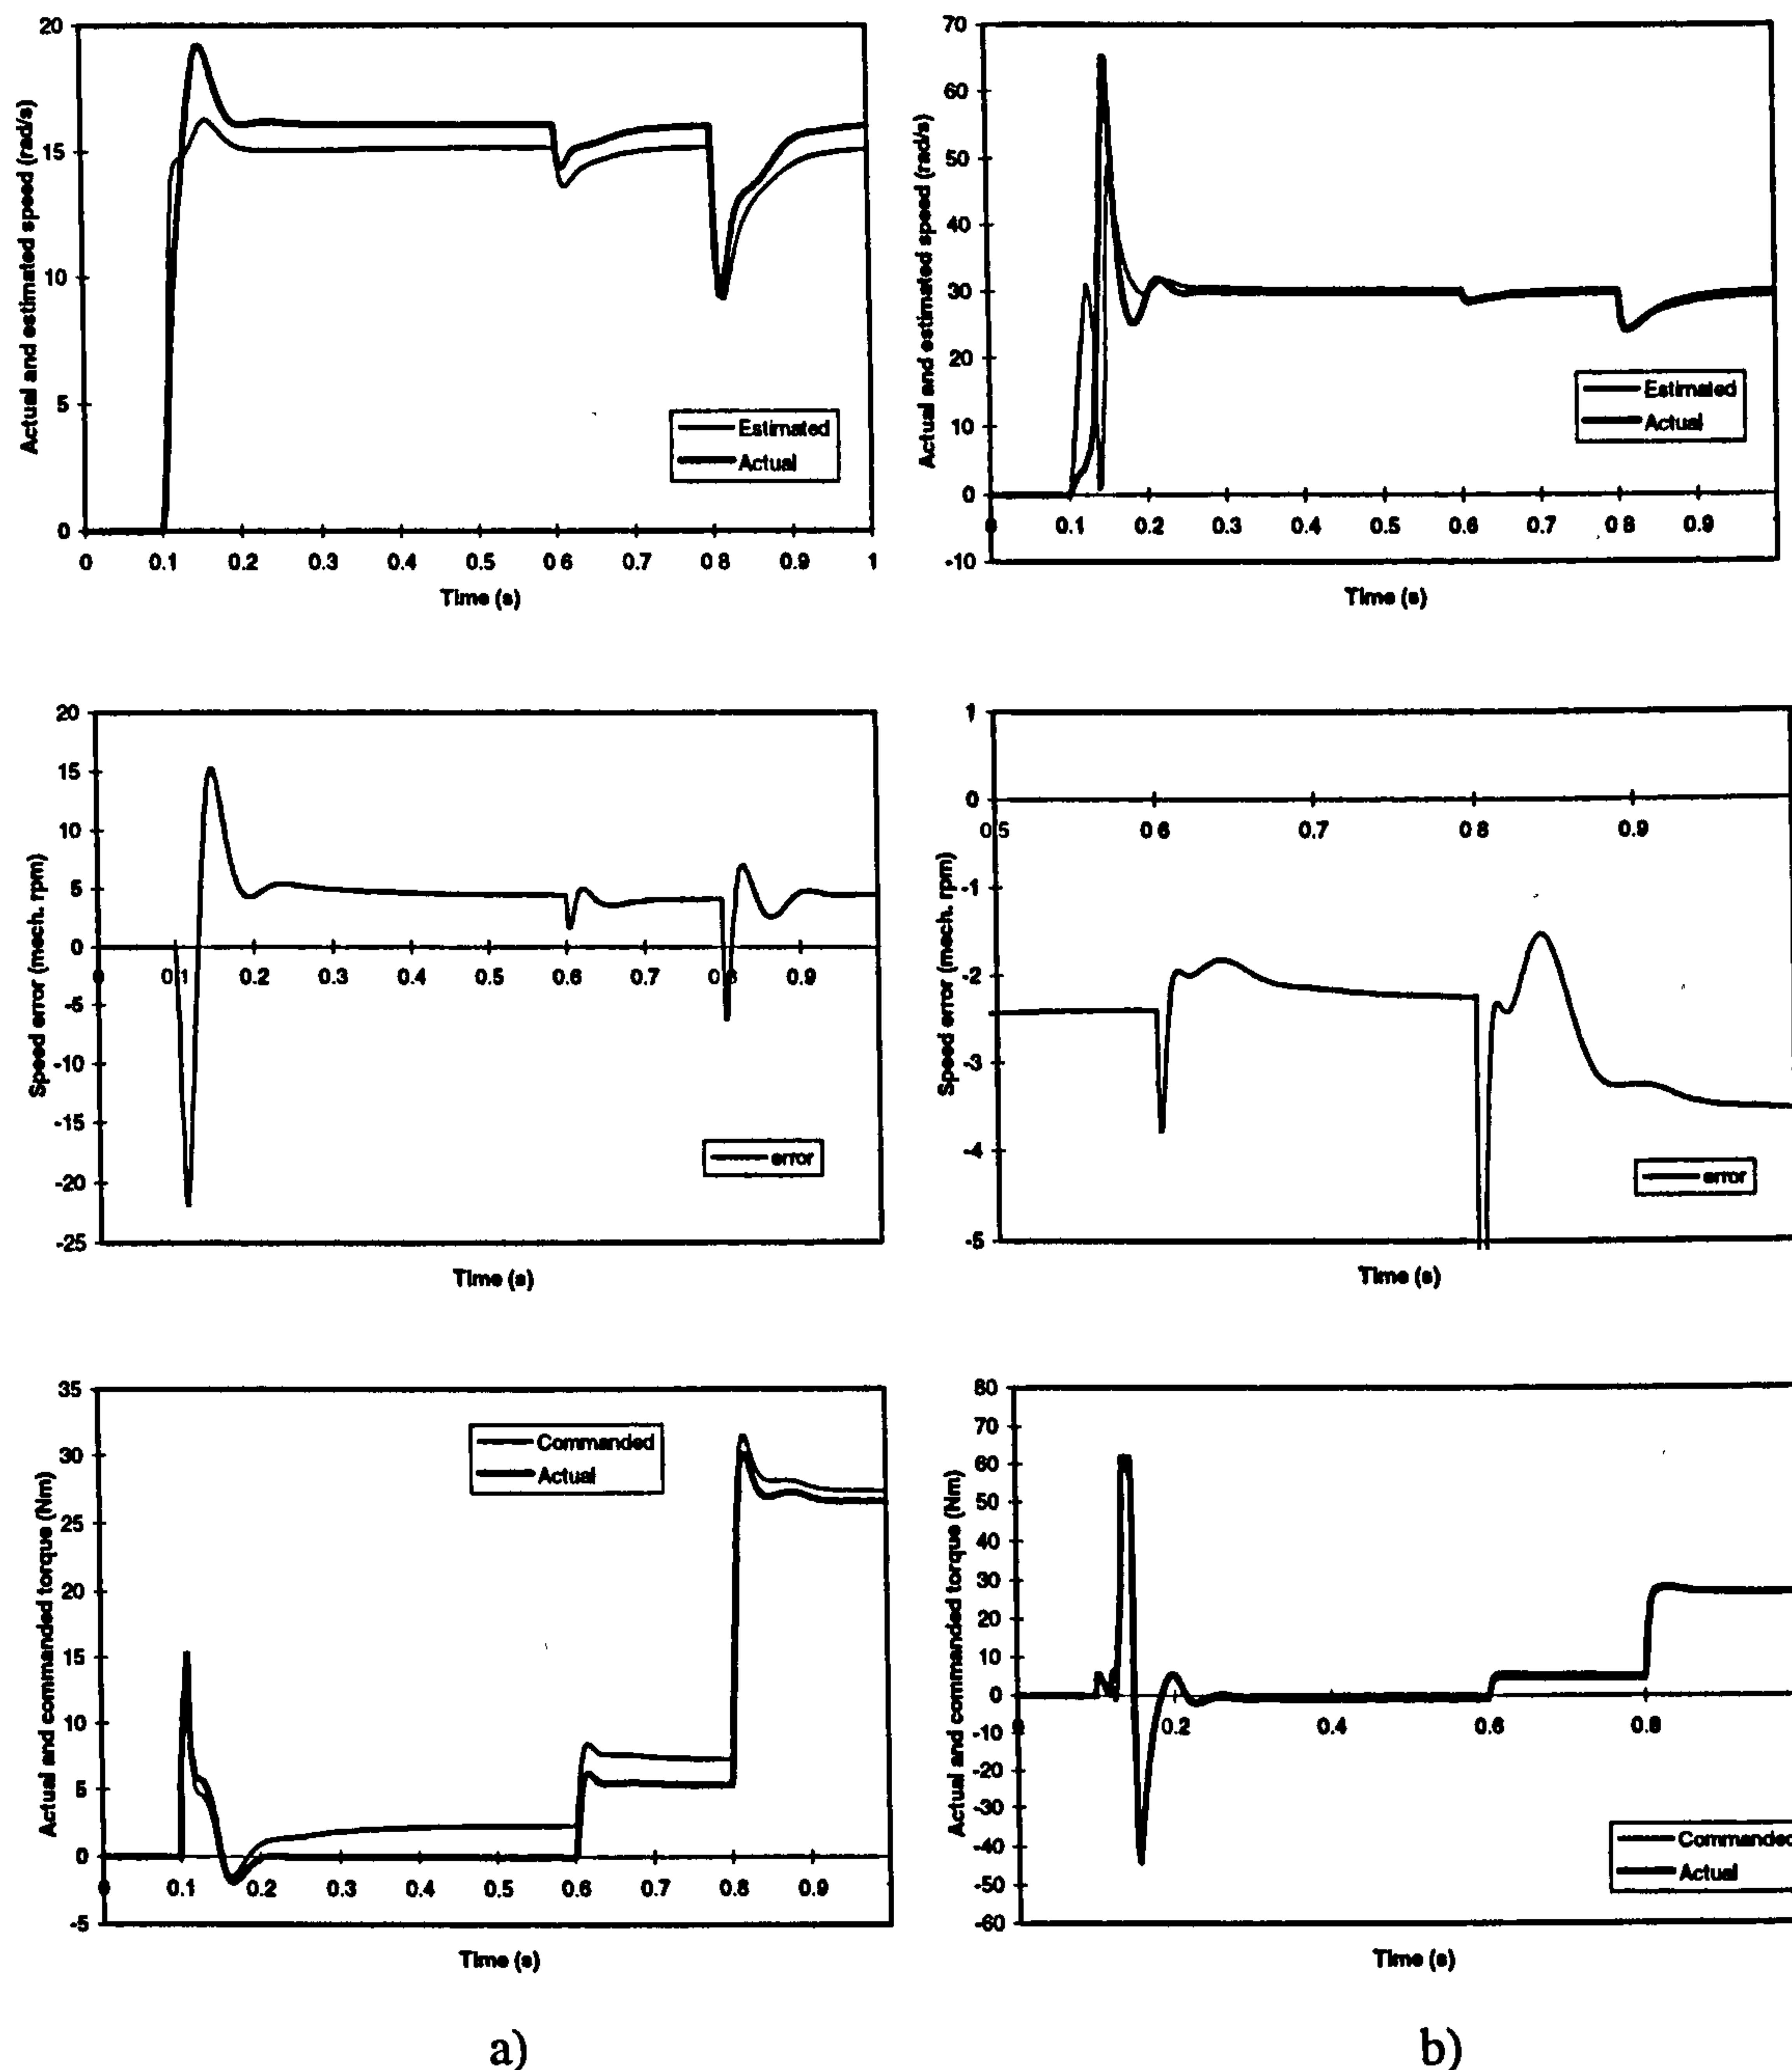 Actual and estimated speed (rad/s)
20
15
10
5
0
0 0.1 0.2 0.3 0.4 0.5 0 6 0.7 0 8 0.9 1
Time (s)
Estimated
Actual
Actual and estimated speed (rad/s)
70
60
50
40
30
20
10
0
-10
0 0.1 0.2 0.3 0.4 0.5 0.6 0.7 0 8 0.9
Time (s)
Estimated
Actual
Speed error (mech. rpm)
20
15
10
5
0
-5
-10
-15
-20
-25
0 0.1 0.2 0.3 0.4 0.5 0.6 0.7 0.8 0.9
Time (s)
error
Speed error (mech. rpm)
1
0
-1
-2
-3
-4
-5
0.5 0 6 0.7 0 8 0.9
Time (s)
error
Actual and commanded torque (Nm)
35
30
25
20
15
10
5
0
-5
0 0.1 0.2 0.3 0.4 0.5 0.6 0.7 0.8 0.9
Time (s)
Commanded
Actual
Actual and commanded torque (Nm)
80
70
60
50
40
30
20
10
0
-10
-20
-30
-40
-50
-60
0 0.2 0.4 0.6 0.8
Time (s)
Commanded
Actual
a)
b)